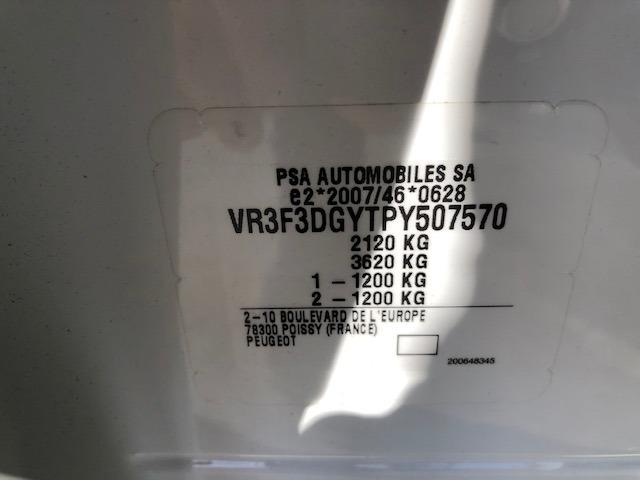 PSA AUTOMOBILES SA
e2*2007/46*0628
VR3F3DGYTPY507570
2120 KG
3620 KG
1 - 1200 KG
2 - 1200 KG
2-10 BOULEVARD DE L'EUROPE
78300 POISSY (FRANCE)
PEUGEOT
200648345